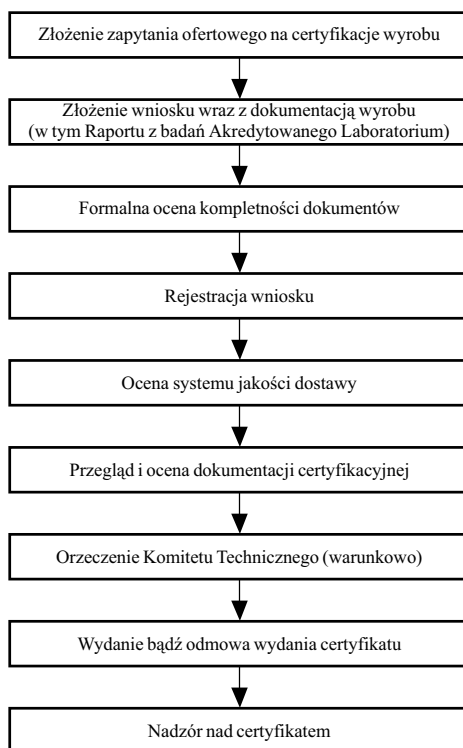 Złożenie zapytania ofertowego na certyfikacje wyrobu
Złożenie wniosku wraz z dokumentacją wyrobu
(w tym Raportu z badań Akredytowanego Laboratorium)
Formalna ocena kompletności dokumentów
Rejestracja wniosku
Ocena systemu jakości dostawy
Przegląd i ocena dokumentacji certyfikacyjnej
Orzeczenie Komitetu Technicznego (warunkowo)
Wydanie bądź odmowa wydania certyfikatu
Nadzór nad certyfikatem